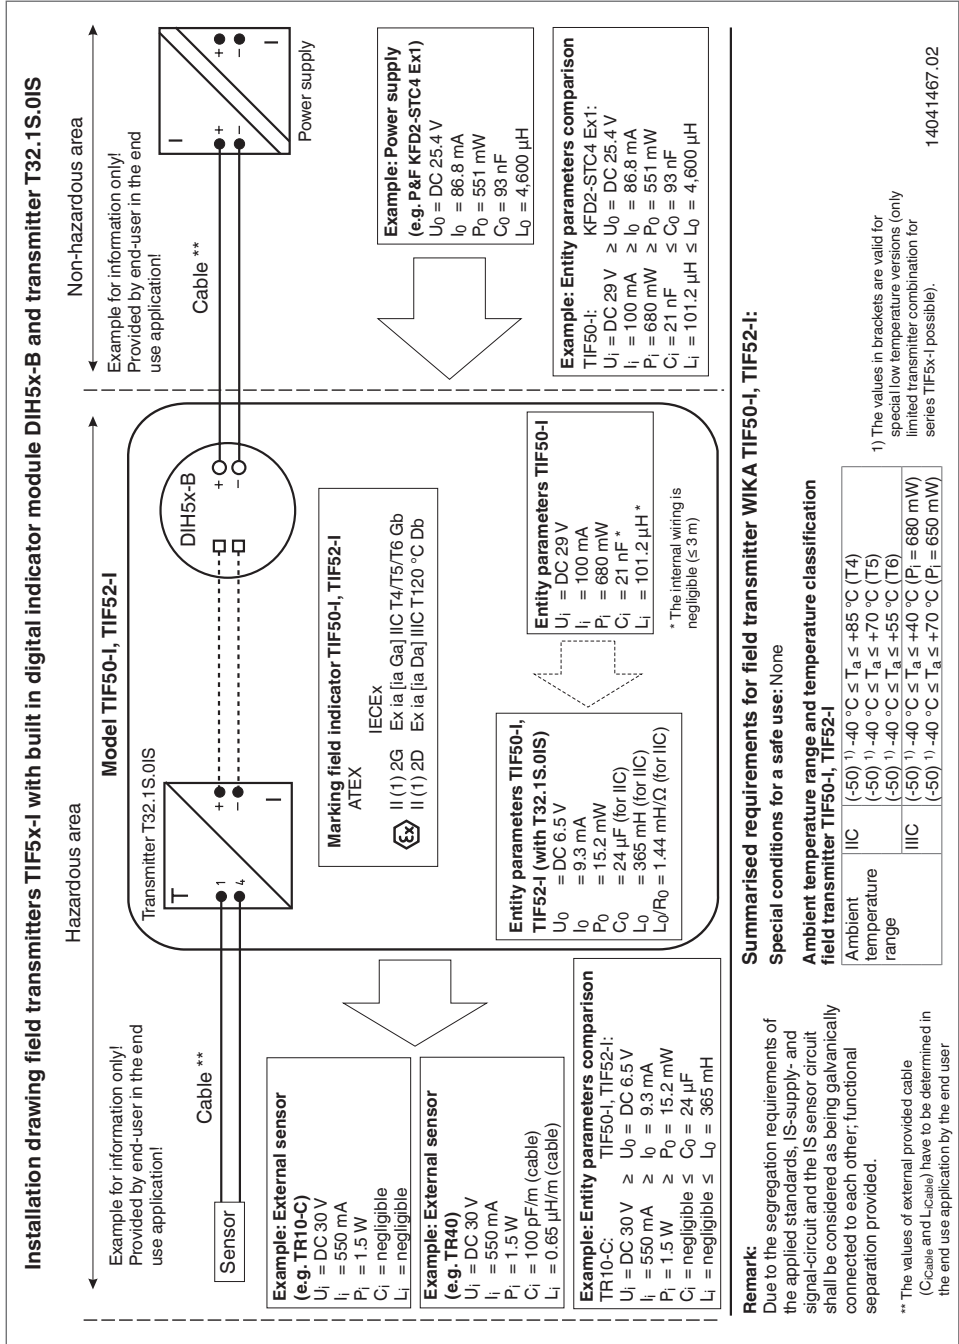 Installation drawing field transmitters TIF5x-I with built in digital indicator module DIH5x-B and transmitter T32.1S.0IS
Hazardous area
Non-hazardous area
Example for information only!
Provided by end-user in the end
use application!
Cable **
Sensor
Model TIF50-I, TIF52-I
Transmitter T32.1S.0IS
T
1
4
+
–
I
DIH5x-B
+
–
Example for information only!
Provided by end-user in the end
use application!
Cable **
I
+
–
+
–
I
Power supply
Marking field indicator TIF50-I, TIF52-I
ATEX IECEx
Ex II (1) 2G Ex ia [ia Ga] IIC T4/T5/T6 Gb
II (1) 2D Ex ia [ia Da] IIIC T120 °C Db
Example: External sensor
(e.g. TR10-C)
Ui = DC 30 V
Ii = 550 mA
Pi = 1.5 W
Ci = negligible
Li = negligible
Example: External sensor
(e.g. TR40)
Ui = DC 30 V
Ii = 550 mA
Pi = 1.5 W
Ci = 100 pF/m (cable)
Li = 0.65 µH/m (cable)
Example: Entity parameters comparison
TR10-C: TIF50-I, TIF52-I:
Ui = DC 30 V ≥ U0 = DC 6.5 V
Ii = 550 mA ≥ I0 = 9.3 mA
Pi = 1.5 W ≥ P0 = 15.2 mW
Ci = negligible ≤ C0 = 24 µF
Li = negligible ≤ L0 = 365 mH
Entity parameters TIF50-I,
TIF52-I (with T32.1S.0IS)
U0 = DC 6.5 V
I0 = 9.3 mA
P0 = 15.2 mW
C0 = 24 µF (for IIC)
L0 = 365 mH (for IIC)
L0/R0 = 1.44 mH/Ω (for IIC)
Entity parameters TIF50-I
Ui = DC 29 V
Ii = 100 mA
Pi = 680 mW
Ci = 21 nF *
Li = 101.2 µH *
* The internal wiring is
negligible (≤ 3 m)
Example: Power supply
(e.g. P&F KFD2-STC4 Ex1)
U0 = DC 25.4 V
I0 = 86.8 mA
P0 = 551 mW
C0 = 93 nF
L0 = 4,600 µH
Example: Entity parameters comparison
TIF50-I: KFD2-STC4 Ex1:
Ui = DC 29 V ≥ U0 = DC 25.4 V
Ii = 100 mA ≥ I0 = 86.8 mA
Pi = 680 mW ≥ P0 = 551 mW
Ci = 21 nF ≤ C0 = 93 nF
Li = 101.2 µH ≤ L0 = 4,600 µH
Remark:
Due to the segregation requirements of
the applied standards, IS-supply- and
signal-circuit and the IS sensor circuit
shall be considered as being galvanically
connected to each other; functional
separation provided.
** The values of external provided cable
(CiCable and LiCable) have to be determined in
the end use application by the end user
Summarised requirements for field transmitter WIKA TIF50-I, TIF52-I:
Special conditions for a safe use: None
Ambient temperature range and temperature classification
field transmitter TIF50-I, TIF52-I
Ambient
temperature
range
IIC
(-50) 1) -40 °C ≤ Ta ≤ +85 °C (T4)
(-50) 1) -40 °C ≤ Ta ≤ +70 °C (T5)
(-50) 1) -40 °C ≤ Ta ≤ +55 °C (T6)
IIIC
(-50) 1) -40 °C ≤ Ta ≤ +40 °C (Pi = 680 mW)
(-50) 1) -40 °C ≤ Ta ≤ +70 °C (Pi = 650 mW)
1) The values in brackets are valid for
special low temperature versions (only
limited transmitter combination for
series TIF5x-I possible).
14041467.02